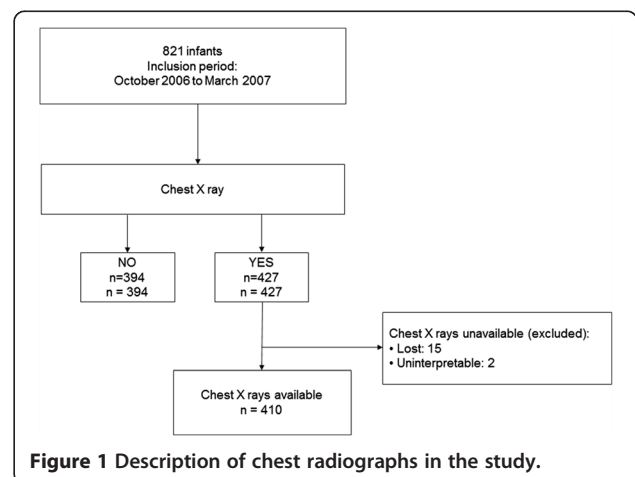 821 infants
Inclusion period:
October 2006 to March 2007
Chest X ray
NO
n=394
n = 394
YES
n=427
n = 427
Chest X rays unavailable (excluded):
• Lost: 15
• Uninterpretable: 2
Chest X rays available
n = 410
Figure 1 Description of chest radiographs in the study.